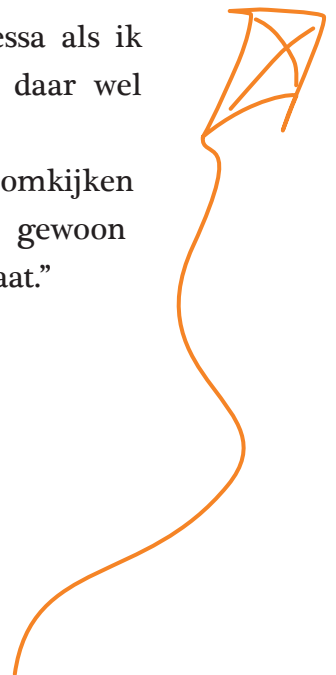 essa als ik
daar wel
omkijken
gewoon
aat.”